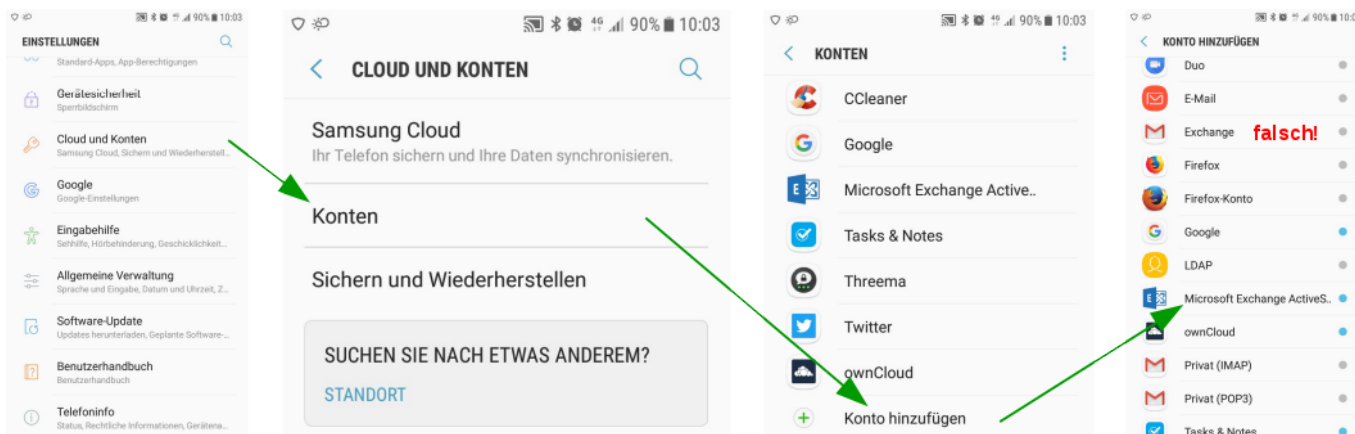 90% 10:03
EINSTELLUNGEN
Standard-Apps, App-Berechtigungen
Gerätesicherheit
Sperrbildschirm
Cloud und Konten
Samsung Cloud, Sichern und Wiederherstell..
Google
Google-Einstellungen
Eingabehilfe
Sehhilfe, Hörbehinderung, Geschicklichkeit...
Allgemeine Verwaltung
Sprache und Eingabe, Datum und Uhrzeit, Z...
Software-Update
Updates herunterladen, Geplante Software-...
Benutzerhandbuch
Benutzerhandbuch
Telefoninfo
Status, Rechtliche Informationen, Gerätena...
4G 90% 10:03
CLOUD UND KONTEN
Samsung Cloud
Ihr Telefon sichern und Ihre Daten synchronisieren.
Konten
Sichern und Wiederherstellen
SUCHEN SIE NACH ETWAS ANDEREM?
STANDORT
4G 90% 10:03
KONTEN
CCleaner
Google
Microsoft Exchange Active..
Tasks & Notes
Threema
Twitter
ownCloud
Konto hinzufügen
90% 10:0
KONTO HINZUFÜGEN
Duo
E-Mail
Exchange falsch!
Firefox
Firefox-Konto
Google
LDAP
Microsoft Exchange ActiveS..
ownCloud
Privat (IMAP)
Privat (POP3)
Tasks & Notes